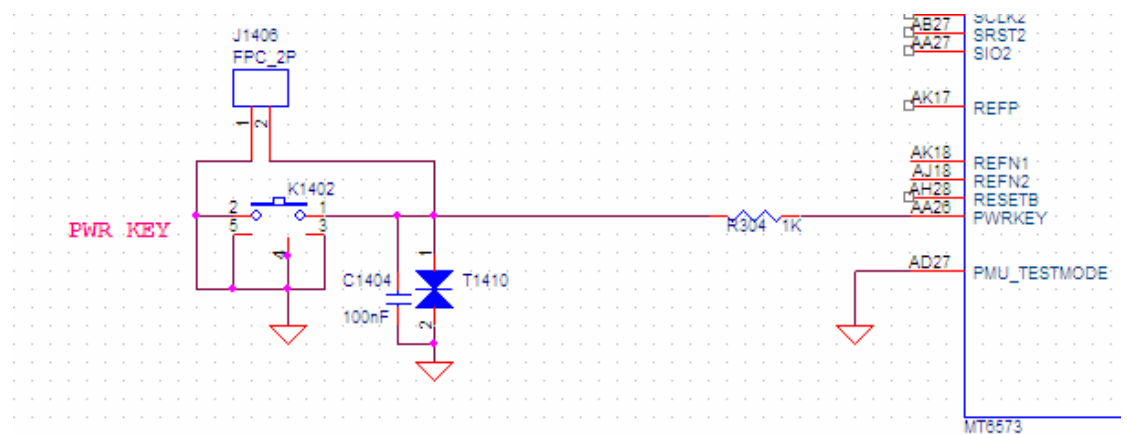 J1406
FPC_2P
1
2
K1402
2
1
5
3
4
PWR KEY
C1404
100nF
1
2
T1410
R304 1K
SCLK2
AB27 SRST2
AA27 SIO2
AK17 REFP
AK18 REFN1
AJ18 REFN2
AH28 RESETB
AA26 PWRKEY
AD27 PMU_TESTMODE
MT6573